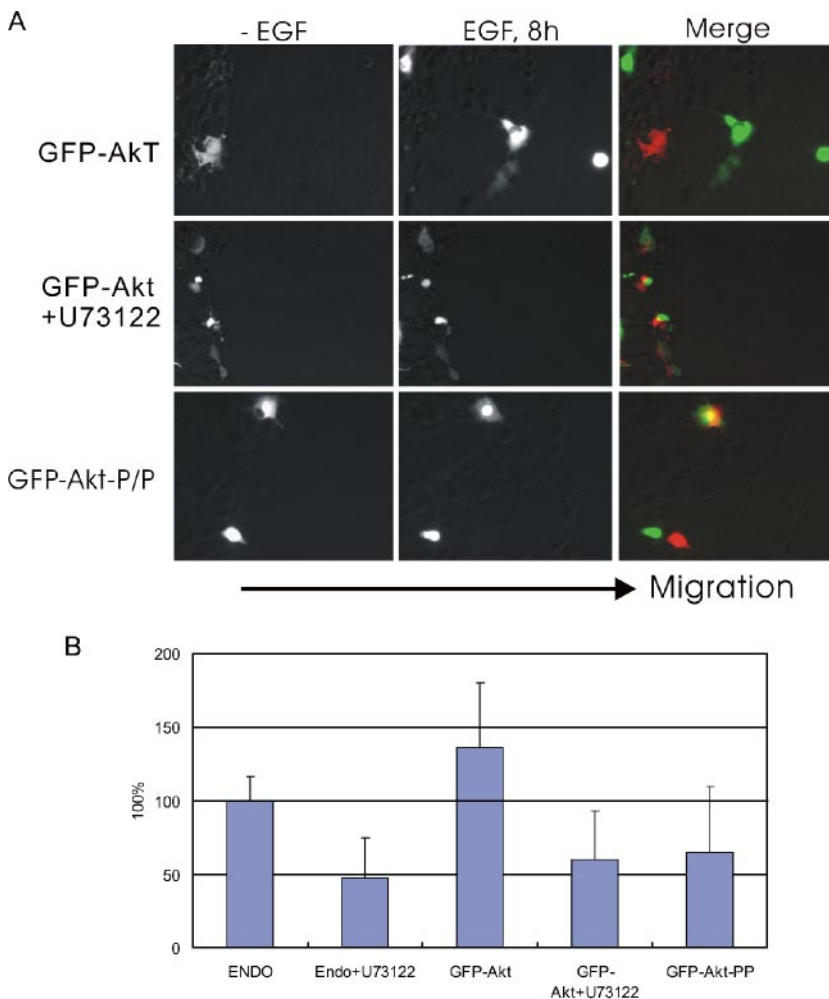 A
- EGF
EGF, 8h
Merge
GFP-AkT
GFP-Akt
+U73122
GFP-Akt-P/P
Migration
B
200
150
100
50
0
100%
ENDO
Endo+U73122
GFP-Akt
GFP-
Akt+U73122
GFP-Akt-PP